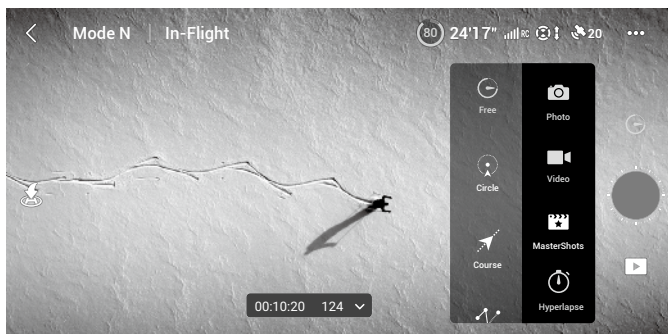 Mode N In-Flight 80 24'17" RC 20
Free
Photo
Circle
Video
Course
MasterShots
Hyperlapse
00:10:20 124